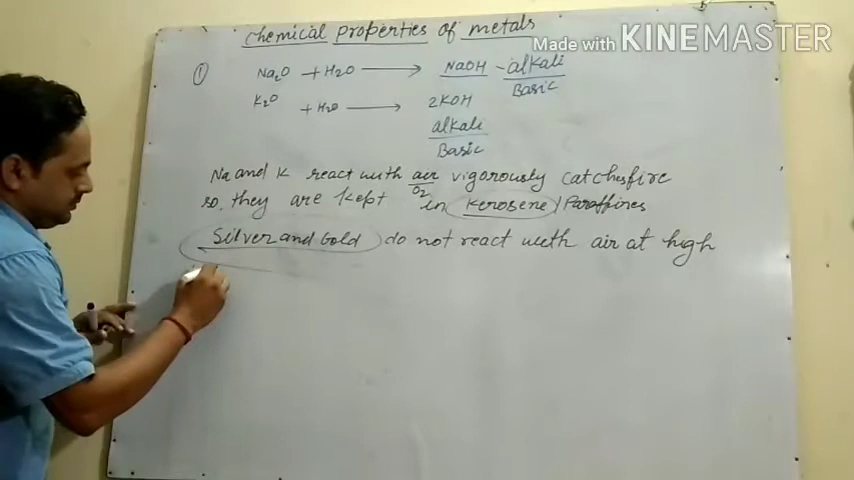 chemical properties of metals
Made with KINEMASTER
① Na₂O + H₂O ⟶ NaOH - alkali
Basic
K₂O + H₂O ⟶ 2KOH
alkali
Basic
Na and K react with air vigorously catchesfire
O₂
so, they are kept in Kerosene/Paraffines
Silver and Gold do not react with air at high